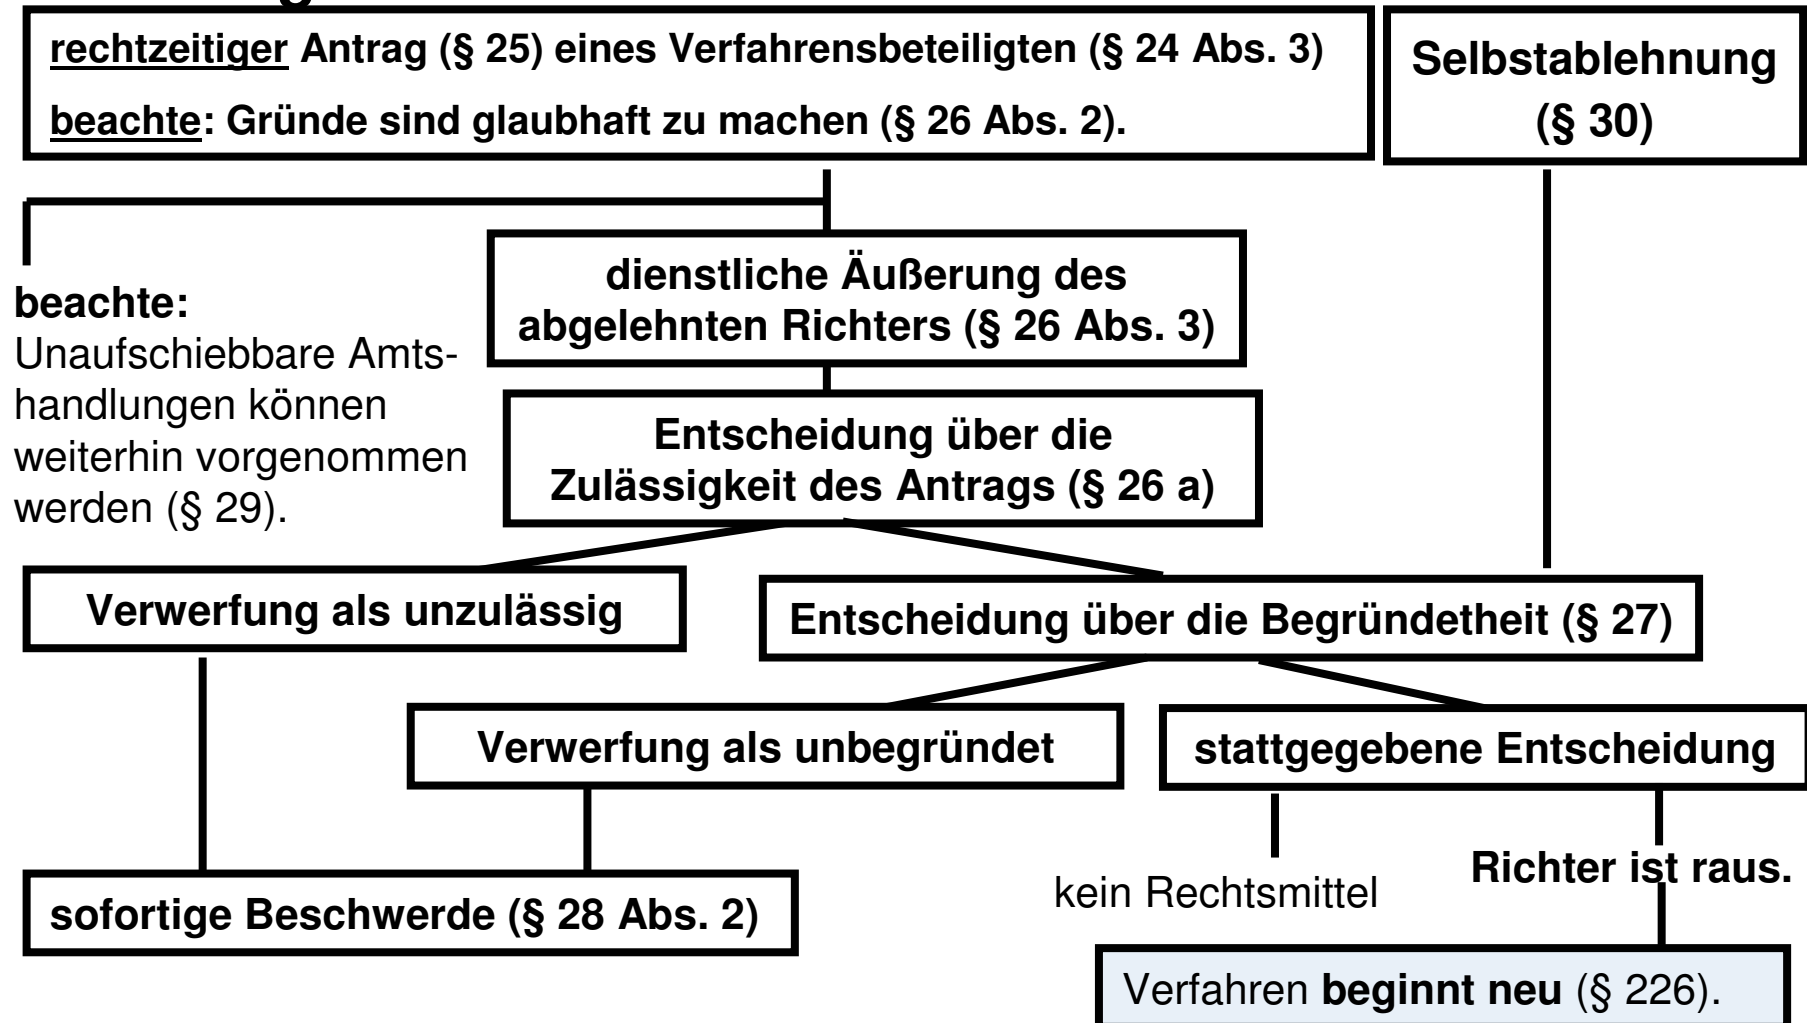 rechtzeitiger Antrag (§ 25) eines Verfahrensbeteiligten (§ 24 Abs. 3)
beachte: Gründe sind glaubhaft zu machen (§ 26 Abs. 2).
Selbstablehnung
(§ 30)
dienstliche Äußerung des
abgelehnten Richters (§ 26 Abs. 3)
beachte:
Unaufschiebbare Amts-
handlungen können
weiterhin vorgenommen
werden (§ 29).
Entscheidung über die
Zulässigkeit des Antrags (§ 26 a)
Verwerfung als unzulässig
Entscheidung über die Begründetheit (§ 27)
Verwerfung als unbegründet
stattgegebene Entscheidung
kein Rechtsmittel
Richter ist raus.
sofortige Beschwerde (§ 28 Abs. 2)
Verfahren beginnt neu (§ 226).